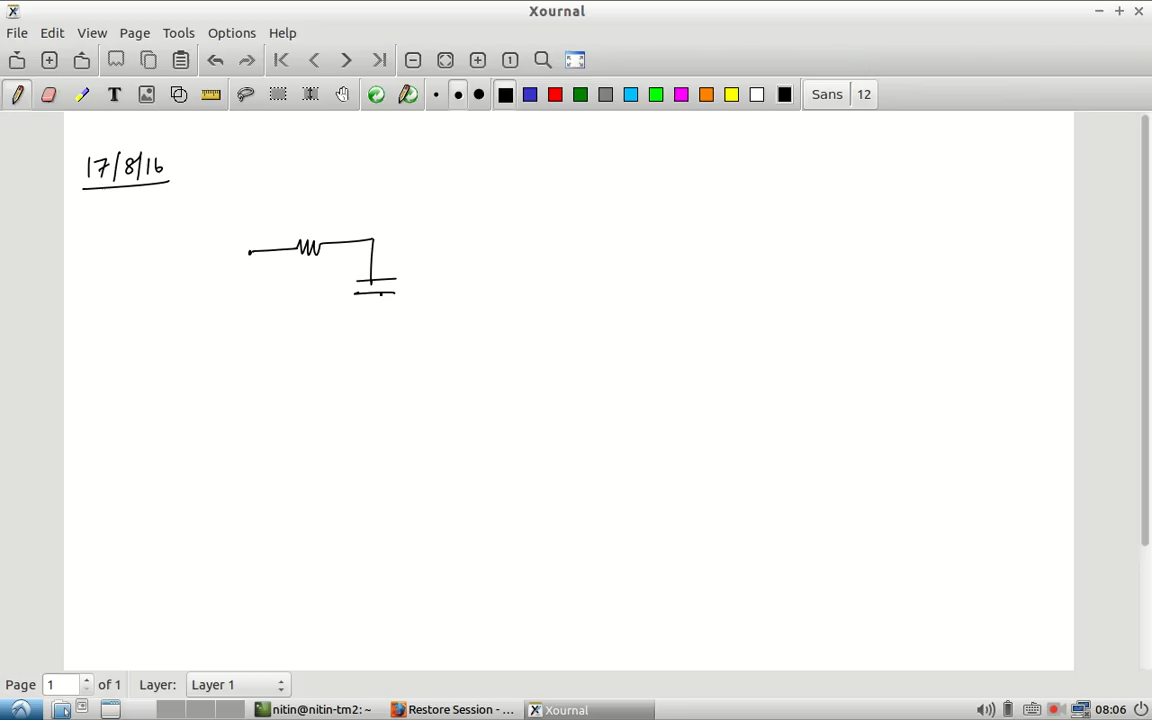 Xournal
File Edit View Page Tools Options Help
Sans 12
17/8/16
Page 1 of 1 Layer: Layer 1
nitin@nitin-tm2: ~ Restore Session - ... Xournal 08:06